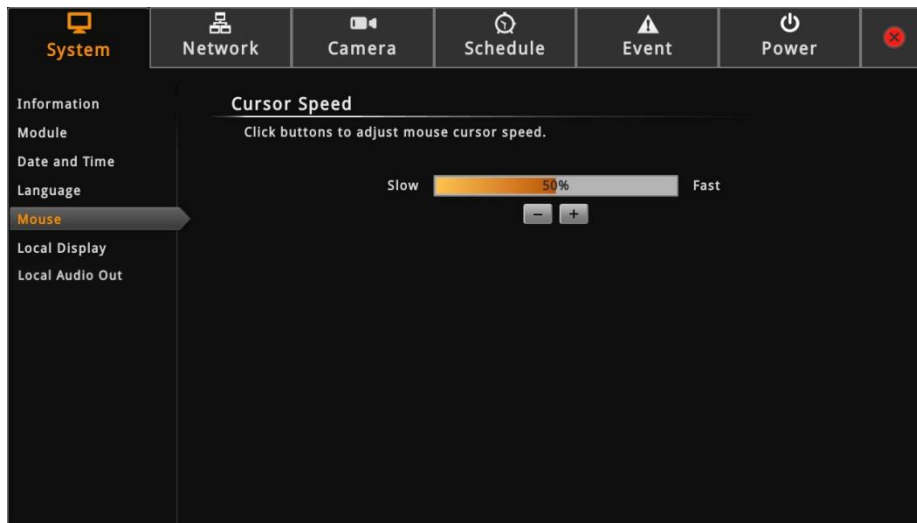 System
Network
Camera
Schedule
Event
Power
Information
Module
Date and Time
Language
Mouse
Local Display
Local Audio Out
Cursor Speed
Click buttons to adjust mouse cursor speed.
Slow 50% Fast
- +